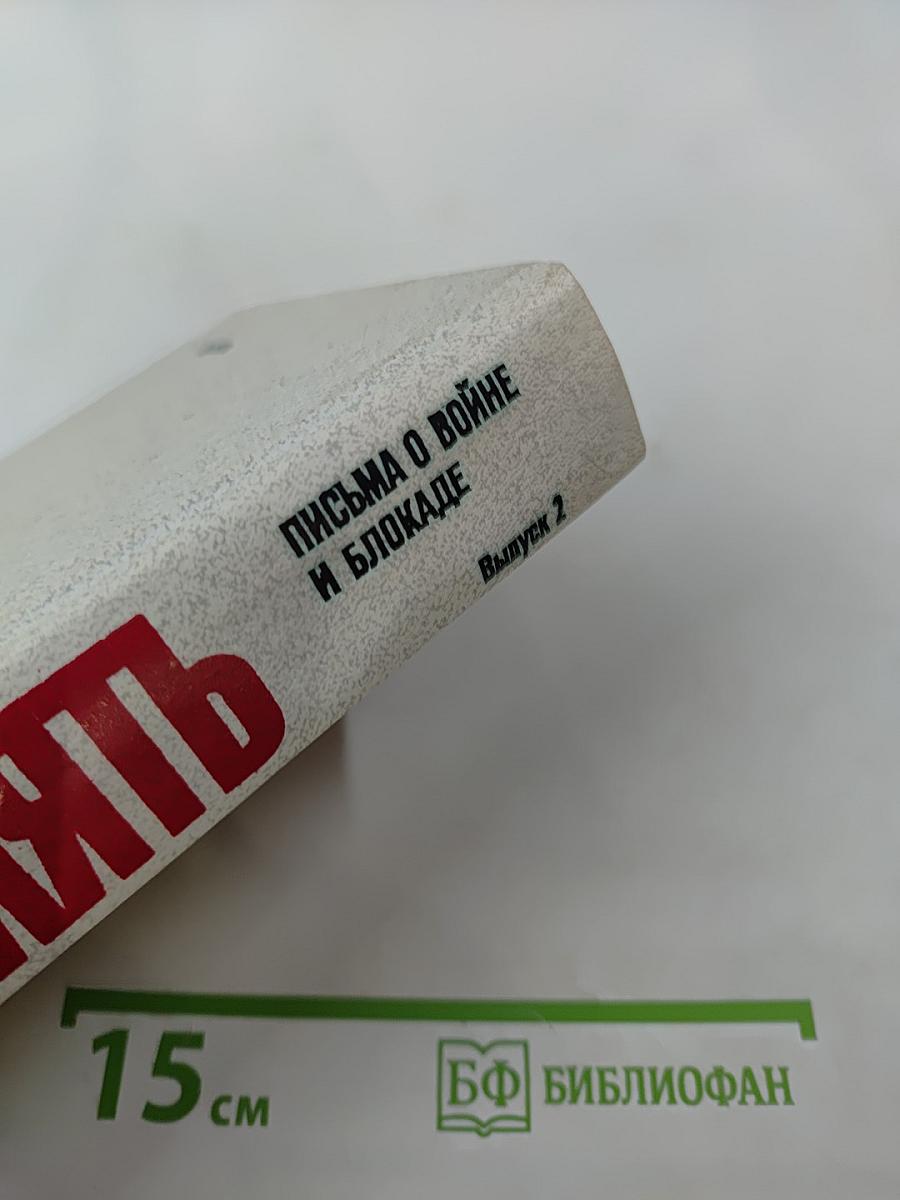 ПИСЬМА О ВОЙНЕ
И БЛОКАДЕ
Выпуск 2
15 см
БФ БИБЛИОФАН